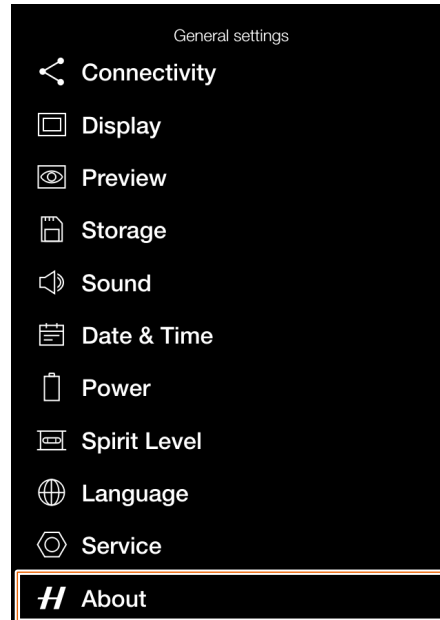 General settings
Connectivity
Display
Preview
Storage
Sound
Date & Time
Power
Spirit Level
Language
Service
About